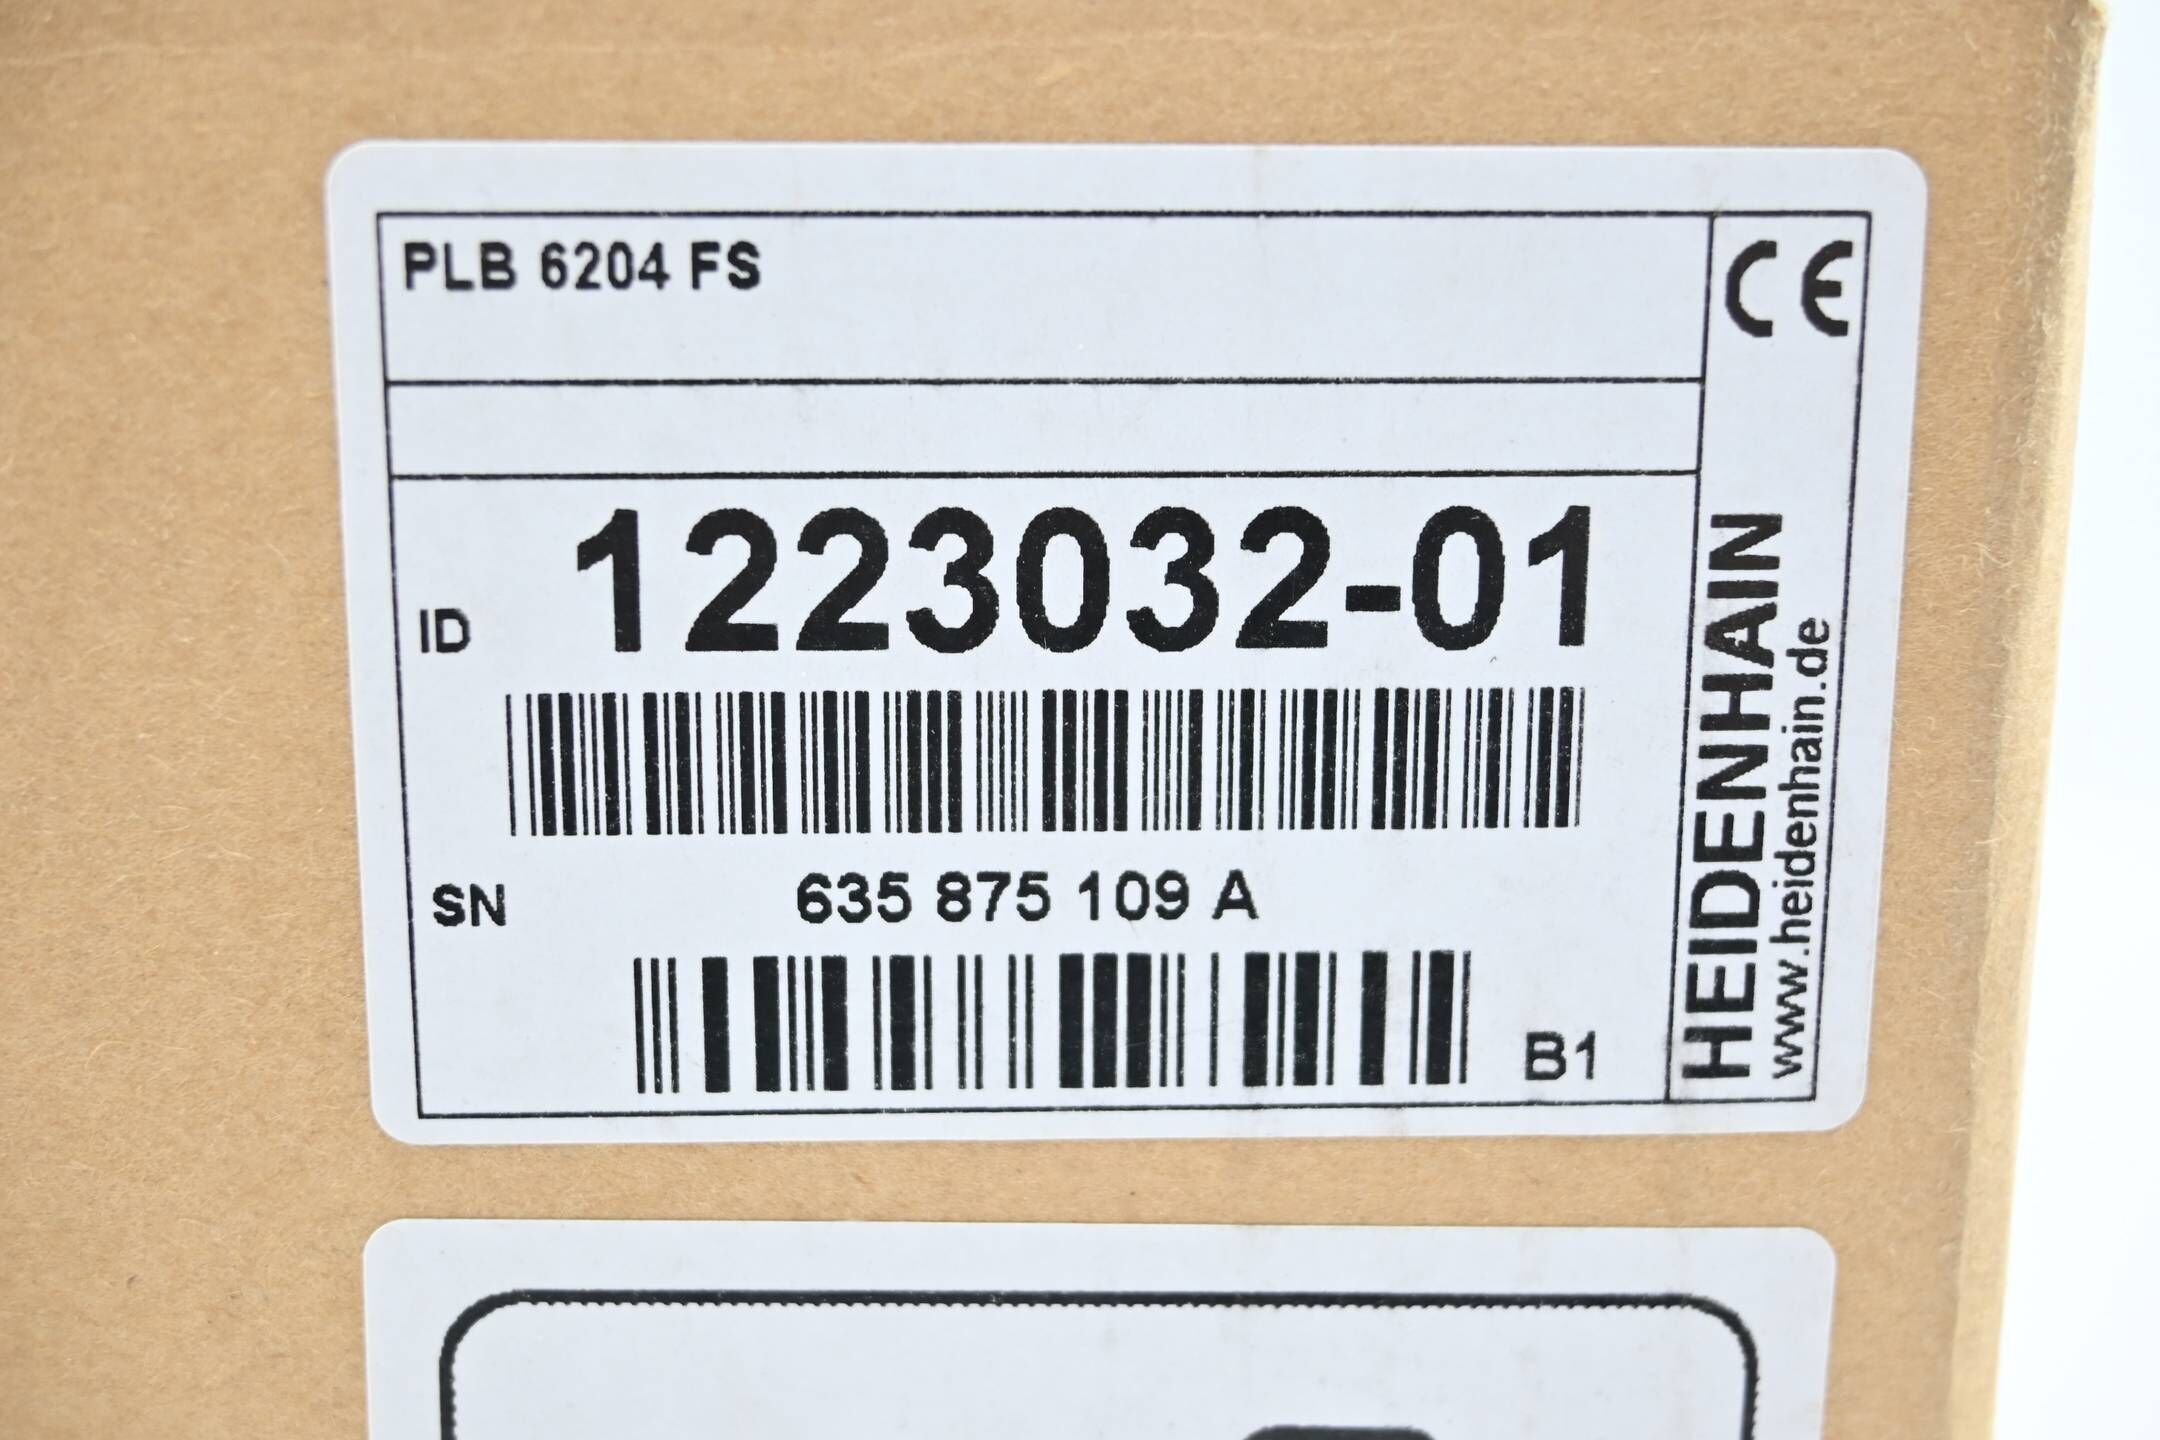 PLB 6204 FS
CE
ID 1223032-01
SN 635 875 109 A
B1
HEIDENHAIN
www.heidenhain.de